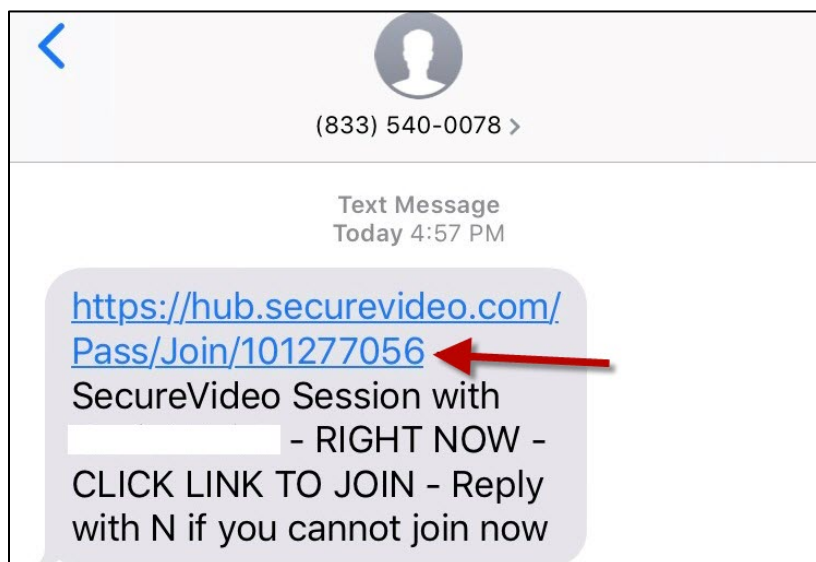 (833) 540-0078 >
Text Message
Today 4:57 PM
https://hub.securevideo.com/
Pass/Join/101277056
SecureVideo Session with
- RIGHT NOW -
CLICK LINK TO JOIN - Reply
with N if you cannot join now